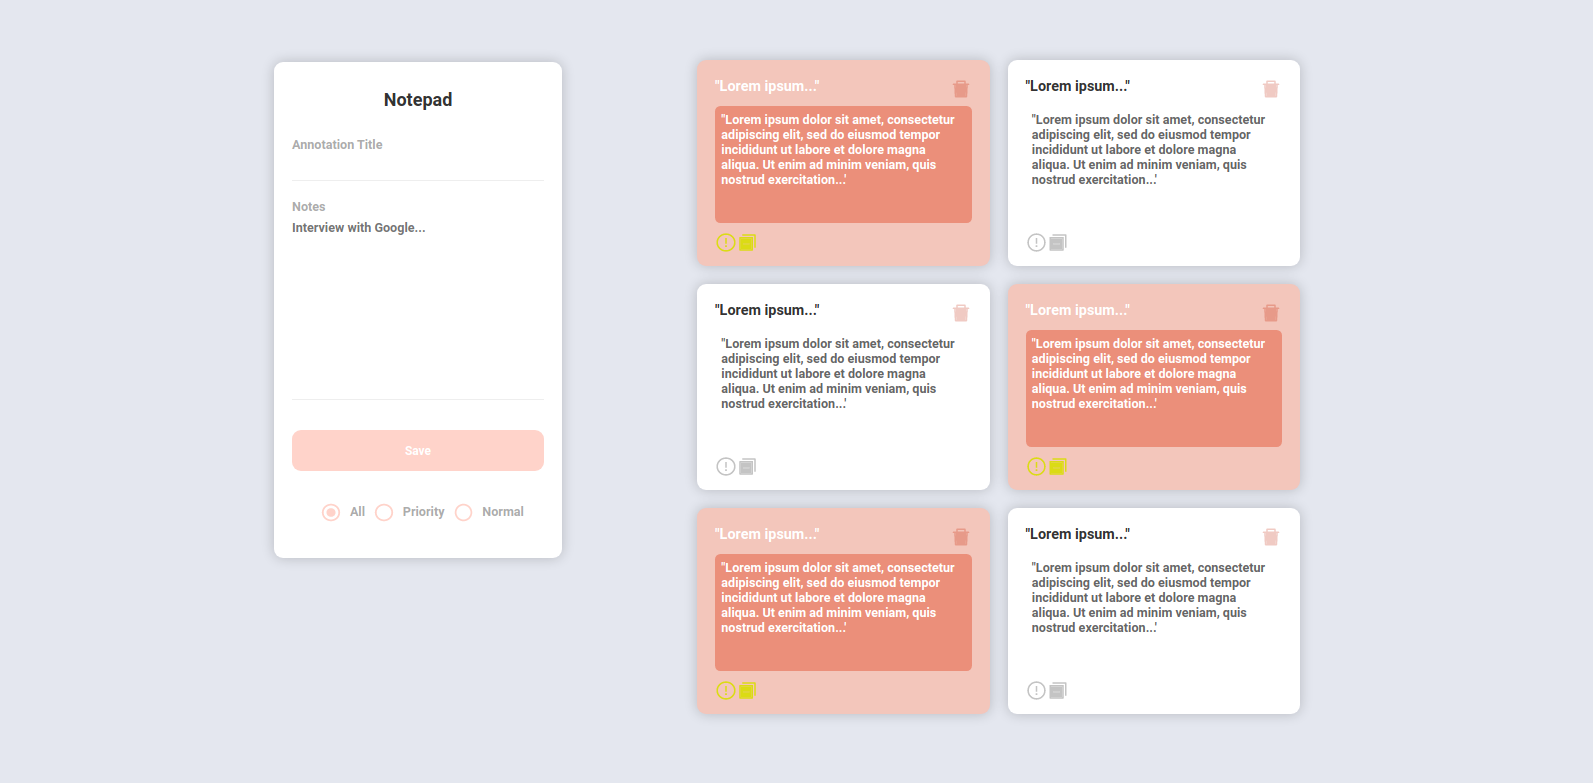 Notepad
Annotation Title
Notes
Interview with Google...
Save
All Priority Normal
"Lorem ipsum..."
"Lorem ipsum dolor sit amet, consectetur
adipiscing elit, sed do eiusmod tempor
incididunt ut labore et dolore magna
aliqua. Ut enim ad minim veniam, quis
nostrud exercitation...'
"Lorem ipsum..."
"Lorem ipsum dolor sit amet, consectetur
adipiscing elit, sed do eiusmod tempor
incididunt ut labore et dolore magna
aliqua. Ut enim ad minim veniam, quis
nostrud exercitation...'
"Lorem ipsum..."
"Lorem ipsum dolor sit amet, consectetur
adipiscing elit, sed do eiusmod tempor
incididunt ut labore et dolore magna
aliqua. Ut enim ad minim veniam, quis
nostrud exercitation...'
"Lorem ipsum..."
"Lorem ipsum dolor sit amet, consectetur
adipiscing elit, sed do eiusmod tempor
incididunt ut labore et dolore magna
aliqua. Ut enim ad minim veniam, quis
nostrud exercitation...'
"Lorem ipsum..."
"Lorem ipsum dolor sit amet, consectetur
adipiscing elit, sed do eiusmod tempor
incididunt ut labore et dolore magna
aliqua. Ut enim ad minim veniam, quis
nostrud exercitation...'
"Lorem ipsum..."
"Lorem ipsum dolor sit amet, consectetur
adipiscing elit, sed do eiusmod tempor
incididunt ut labore et dolore magna
aliqua. Ut enim ad minim veniam, quis
nostrud exercitation...'